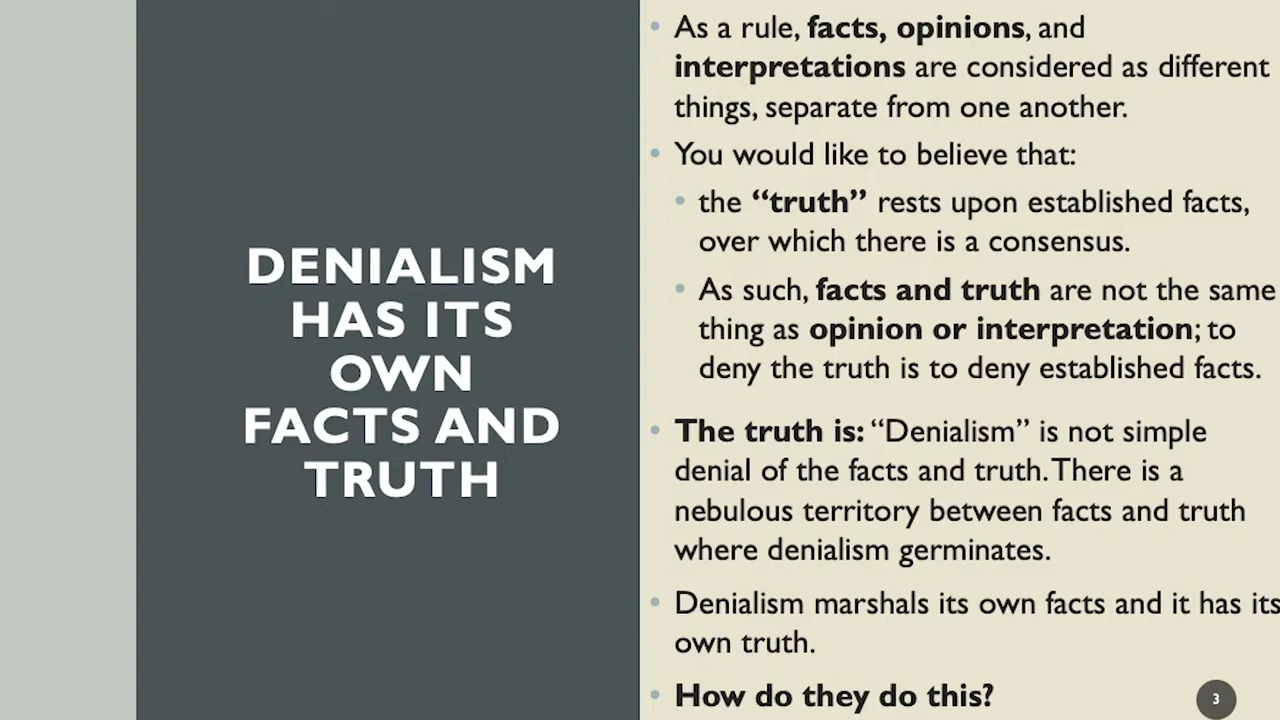 DENIALISM
HAS ITS
OWN
FACTS AND
TRUTH
• As a rule, facts, opinions, and
interpretations are considered as different
things, separate from one another.
• You would like to believe that:
• the “truth” rests upon established facts,
over which there is a consensus.
• As such, facts and truth are not the same
thing as opinion or interpretation; to
deny the truth is to deny established facts.
• The truth is: “Denialism” is not simple
denial of the facts and truth. There is a
nebulous territory between facts and truth
where denialism germinates.
• Denialism marshals its own facts and it has its
own truth.
• How do they do this?
3